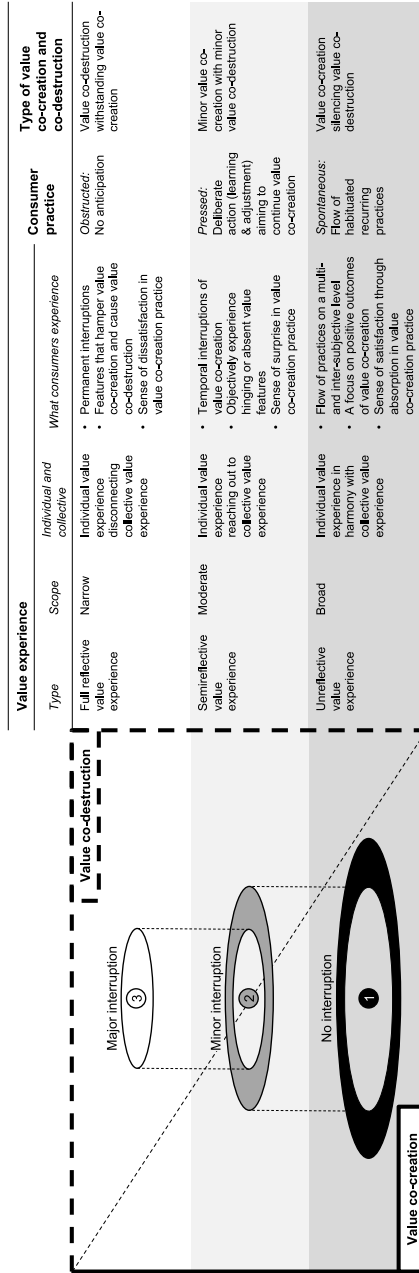 Value co-destruction
Major interruption
3
Minor interruption
2
No interruption
1
Value co-creation
Value experience
Consumer
practice
Type of value
co-creation and
co-destruction
Type
Scope
Individual and
collective
What consumers experience
Full reflective
value
experience
Narrow
Individual value
experience
disconnecting
collective value
experience
• Permanent interruptions
• Features that hamper value
co-creation and cause value
co-destruction
• Sense of dissatisfaction in
value co-creation practice
Obstructed:
No anticipation
Value co-destruction
withstanding value co-
creation
Semireflective
value
experience
Moderate
Individual value
experience
reaching out to
collective value
experience
• Temporal interruptions of
value co-creation
• Objectively experience
hinging or absent value
features
• Sense of surprise in value
co-creation practice
Pressed:
Deliberate
action (learning
& adjustment)
aiming to
continue value
co-creation
Minor value co-
creation with minor
value co-destruction
Unreflective
value
experience
Broad
Individual value
experience in
harmony with
collective value
experience
• Flow of practices on a multi-
and inter-subjective level
• A focus on positive outcomes
of value co-creation
• Sense of satisfaction through
absorption in value
co-creation practice
Spontaneous:
Flow of
habituated
recurring
practices
Value co-creation
silencing value co-
destruction